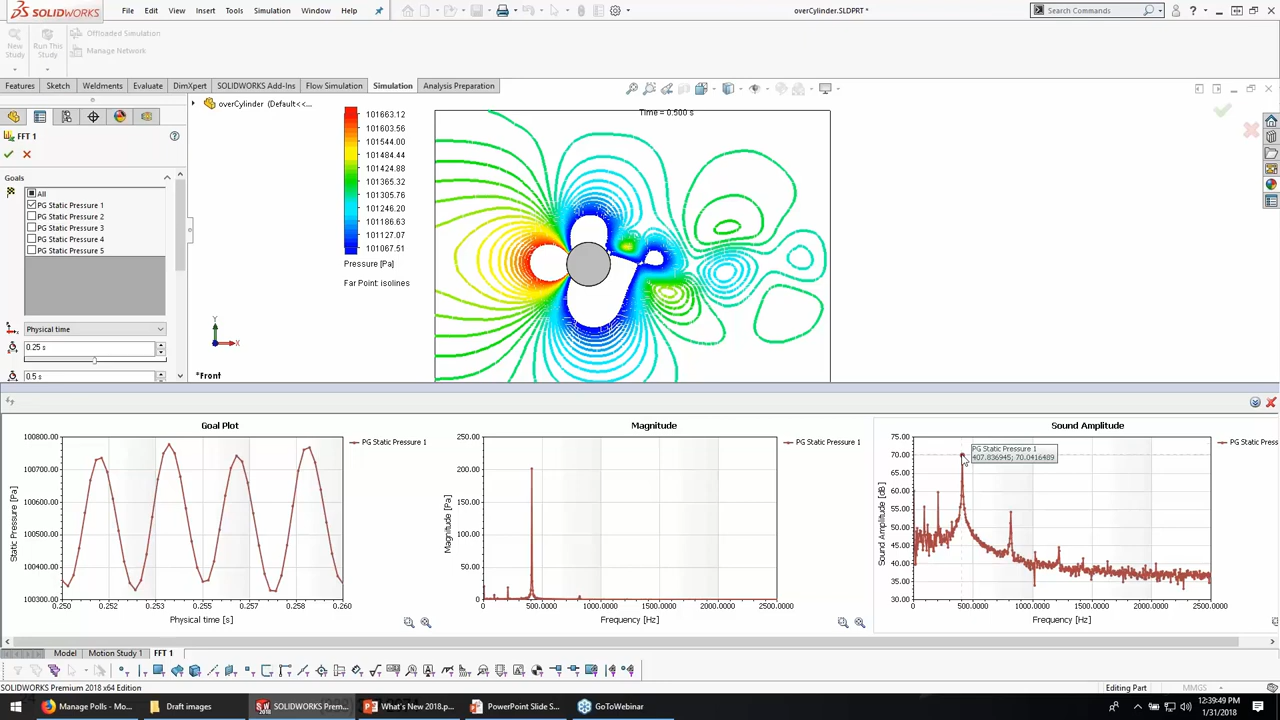 SOLIDWORKS File Edit View Insert Tools Simulation Window Help overCylinder.SLDPRT * Search Commands
New Study Run This Study Offloaded Simulation
Manage Network
Features Sketch Weldments Evaluate DimXpert SOLIDWORKS Add-Ins Flow Simulation Simulation Analysis Preparation
overCylinder (Default<<...
Time = 0.500 s
FFT 1
Goals
All
PG Static Pressure 1
PG Static Pressure 2
PG Static Pressure 3
PG Static Pressure 4
PG Static Pressure 5
Physical time
0.25 s
0.5 s
101663.12
101603.56
101544.00
101484.44
101424.88
101365.32
101305.76
101246.20
101186.63
101127.07
101067.51
Pressure [Pa]
Far Point: isolines
Y
X
*Front
Goal Plot
PG Static Pressure 1
100800.00
100700.00
100600.00
100500.00
100400.00
100300.00
Static Pressure [Pa]
0.250 0.252 0.253 0.255 0.257 0.258 0.260
Physical time [s]
Magnitude
PG Static Pressure 1
250.00
200.00
150.00
100.00
50.00
0.00
Magnitude [Pa]
0 500.0000 1000.0000 1500.0000 2000.0000 2500.0000
Frequency [Hz]
Sound Amplitude
PG Static Pressure 1
407.836945; 70.0416489
75.00
70.00
65.00
60.00
55.00
50.00
45.00
40.00
35.00
30.00
Sound Amplitude [dB]
0 500.0000 1000.0000 1500.0000 2000.0000 2500.0000
Frequency [Hz]
PG Static Press
Model Motion Study 1 FFT 1
SOLIDWORKS Premium 2018 x64 Edition Editing Part MMGS
Manage Polls - Mo... Draft images SOLIDWORKS Prem... What's New 2018.p... PowerPoint Slide S... GoToWebinar
12:39:49 PM
1/31/2018